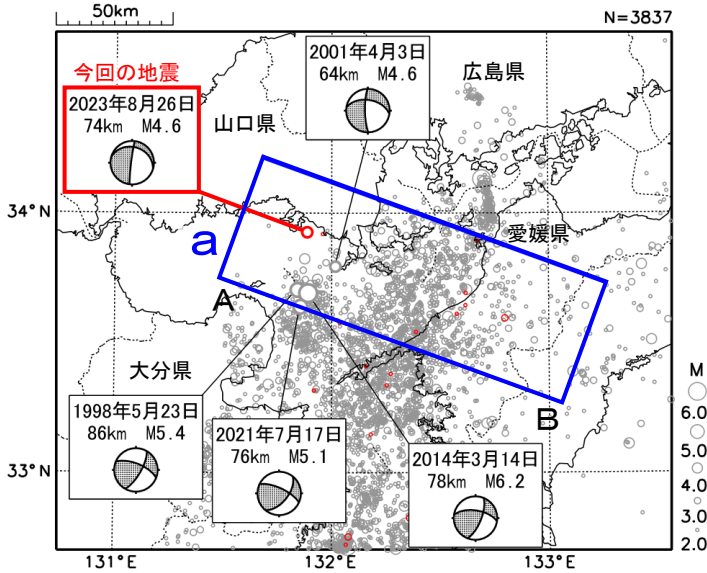 50km
N=3837
今回の地震
2023年8月26日
74km M4.6
2001年4月3日
64km M4.6
広島県
山口県
34°N
愛媛県
a
A
大分県
B
1998年5月23日
86km M5.4
2021年7月17日
76km M5.1
2014年3月14日
78km M6.2
33°N
131°E
132°E
133°E
M
6.0
5.0
4.0
3.0
2.0